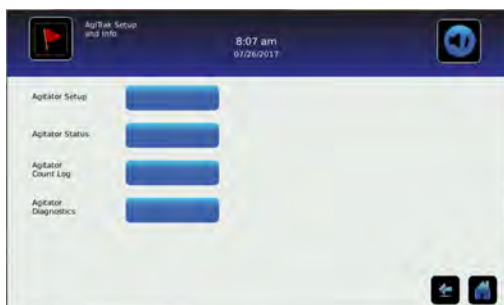 AgiTrak Setup
and Info
8:07 am
07/26/2017
Agitator Setup
Agitator Status
Agitator
Count Log
Agitator
Diagnostics